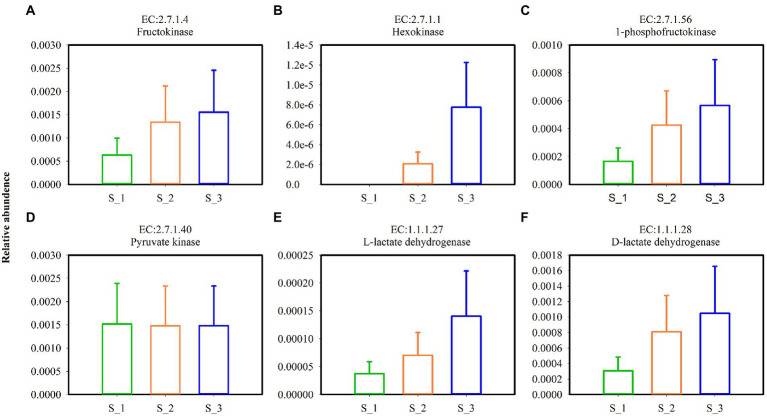 A
EC:2.7.1.4
Fructokinase
0.0030
0.0025
0.0020
0.0015
0.0010
0.0005
0.0000
S_1 S_2 S_3
B
EC:2.7.1.1
Hexokinase
1.4e-5
1.2e-5
1.0e-5
8.0e-6
6.0e-6
4.0e-6
2.0e-6
0.0
S_1 S_2 S_3
C
EC:2.7.1.56
1-phosphofructokinase
0.0010
0.0008
0.0006
0.0004
0.0002
0.0000
S_1 S_2 S_3
Relative abundence
D
EC:2.7.1.40
Pyruvate kinase
0.0030
0.0025
0.0020
0.0015
0.0010
0.0005
0.0000
S_1 S_2 S_3
E
EC:1.1.1.27
L-lactate dehydrogenase
0.00025
0.00020
0.00015
0.00010
0.00005
0.00000
S_1 S_2 S_3
F
EC:1.1.1.28
D-lactate dehydrogenase
0.0018
0.0016
0.0014
0.0012
0.0010
0.0008
0.0006
0.0004
0.0002
0.0000
S_1 S_2 S_3